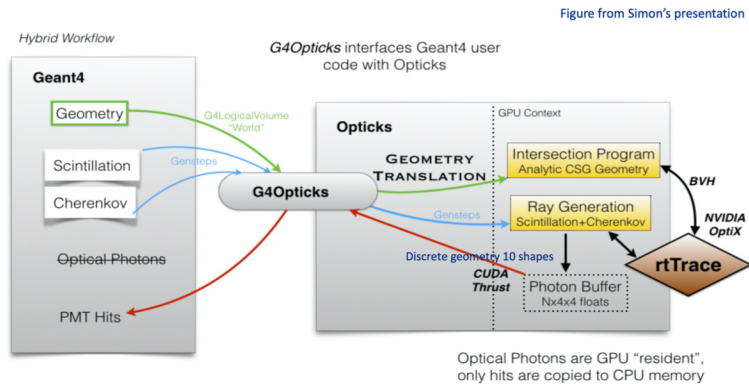 Figure from Simon's presentation
Hybrid Workflow
G4Opticks interfaces Geant4 user
code with Opticks
Geant4
Geometry
Scintillation
Cherenkov
Optical Photons
PMT Hits
G4LogicalVolume
"World"
Gensteps
G4Opticks
Opticks
GPU Context
GEOMETRY
TRANSLATION
Gensteps
Intersection Program
Analytic CSG Geometry
Ray Generation
Scintillation+Cherenkov
BVH
NVIDIA
OptiX
rtTrace
Discrete geometry 10 shapes
CUDA
Thrust
Photon Buffer
Nx4x4 floats
Optical Photons are GPU "resident",
only hits are copied to CPU memory